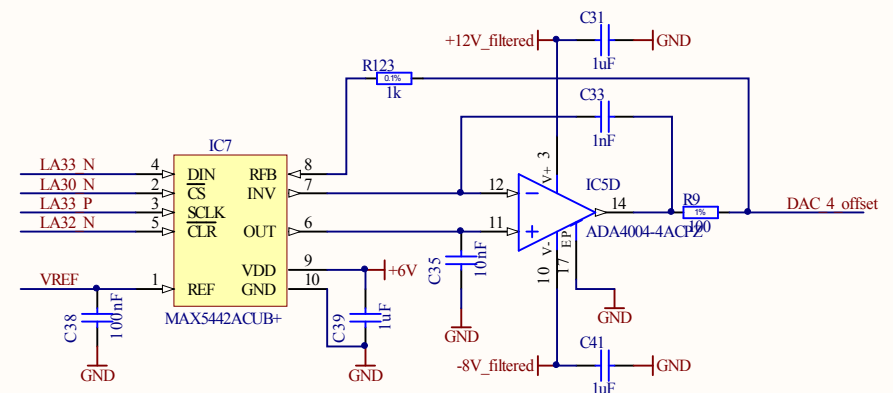 C31
+12V_filtered
GND
1uF
R123
0.1%
1k
C33
1nF
IC7
LA33_N
4
DIN
RFB
8
LA30_N
2
CS
INV
7
12
V+
3
IC5D
LA33_P
3
SCLK
14
R9
1%
100
DAC_4_offset
LA32_N
5
CLR
OUT
6
11
ADA4004-4ACPZ
C35
10nF
V-
10
EP
17
VDD
9
+6V
VREF
1
REF
GND
10
C38
100nF
MAX5442ACUB+
C39
1uF
GND
GND
GND
GND
C41
-8V_filtered
GND
1uF